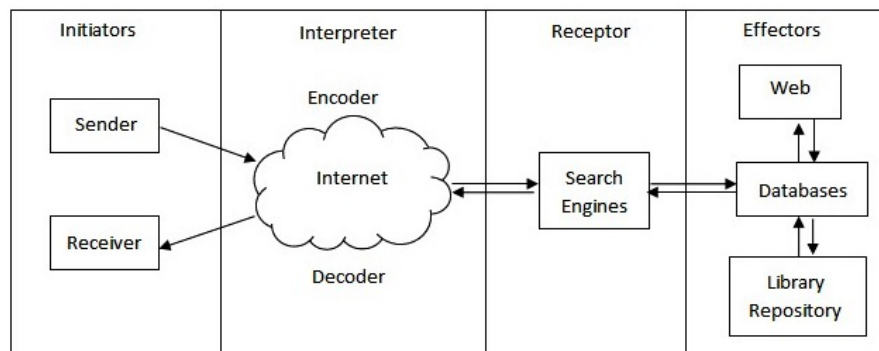 Initiators
Interpreter
Receptor
Effectors
Sender
Receiver
Encoder
Internet
Decoder
Search
Engines
Web
Databases
Library
Repository